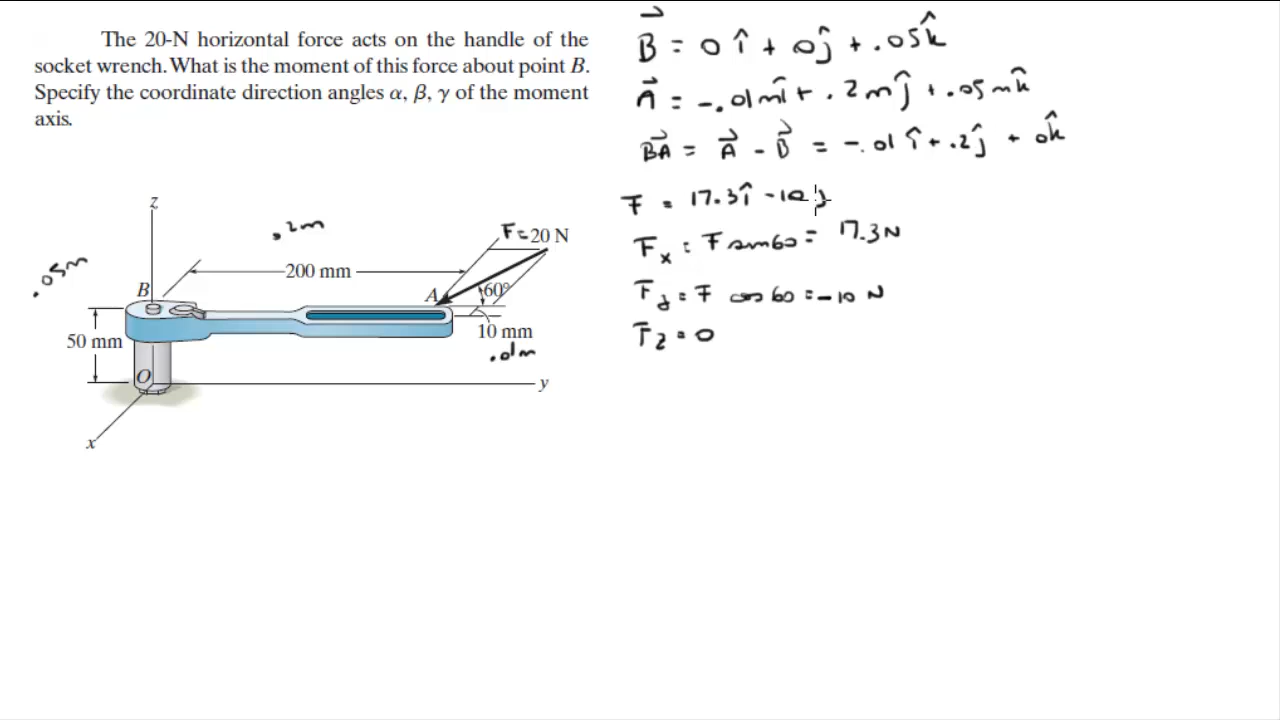 The 20-N horizontal force acts on the handle of the
socket wrench. What is the moment of this force about point B.
Specify the coordinate direction angles α, β, γ of the moment
axis.
B⃗ = 0 î + 0ĵ + .05k̂
A⃗ = -.01mî + .2mĵ + .05mk̂
BA⃗ = A⃗ - B⃗ = -.01 î + .2ĵ + 0k̂
F = 17.3î - 10 j
Fx = F sin60 = 17.3N
Fy = F cos 60 = -10 N
Fz = 0
z
.2m
F=20 N
.05m
200 mm
B
A
60°
50 mm
10 mm
.01m
O
y
x